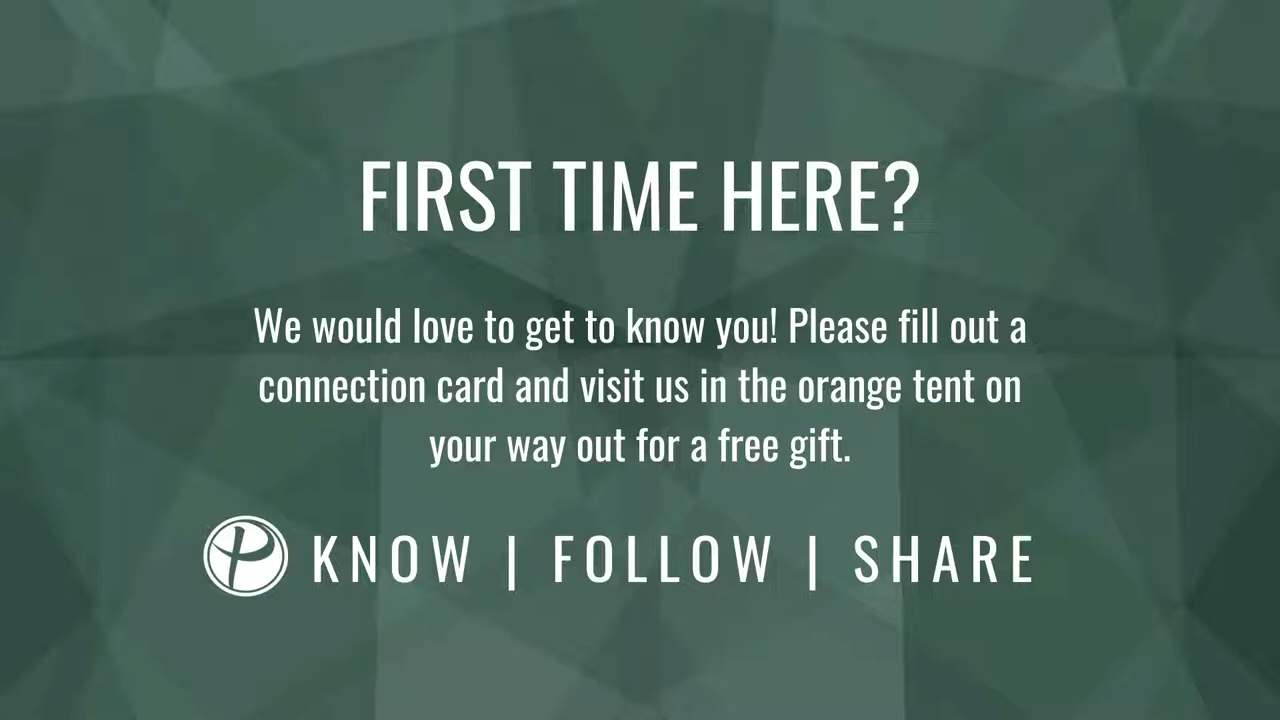 FIRST TIME HERE?
We would love to get to know you! Please fill out a
connection card and visit us in the orange tent on
your way out for a free gift.
KNOW | FOLLOW | SHARE